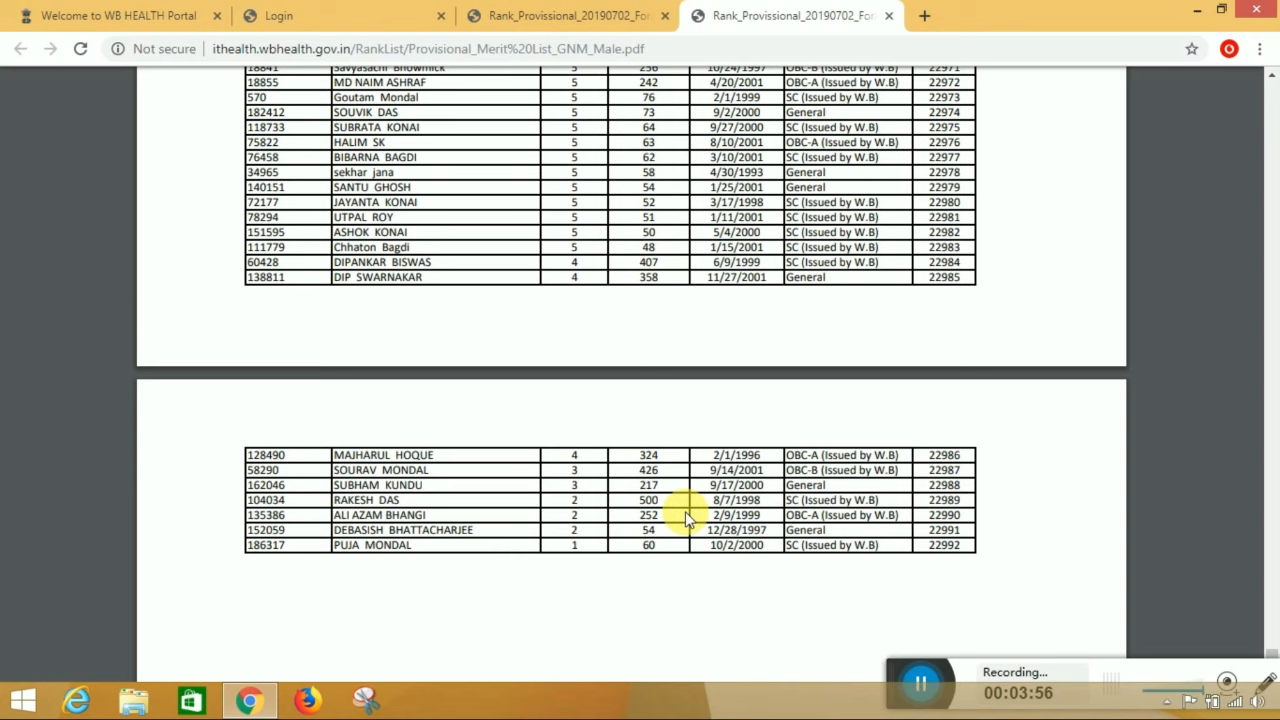 Welcome to WB HEALTH Portal
Login
Rank_Provissional_20190702_For
Rank_Provissional_20190702_For
Not secure
ithealth.wbhealth.gov.in/RankList/Provisional_Merit%20List_GNM_Male.pdf
18841 Savyasachi Bhowmick 5 256 10/24/1997 OBC-B (Issued by W.B) 22971
18855 MD NAIM ASHRAF 5 242 4/20/2001 OBC-A (Issued by W.B) 22972
570 Goutam Mondal 5 76 2/1/1999 SC (Issued by W.B) 22973
182412 SOUVIK DAS 5 73 9/2/2000 General 22974
118733 SUBRATA KONAI 5 64 9/27/2000 SC (Issued by W.B) 22975
75822 HALIM SK 5 63 8/10/2001 OBC-A (Issued by W.B) 22976
76458 BIBARNA BAGDI 5 62 3/10/2001 SC (Issued by W.B) 22977
34965 sekhar jana 5 58 4/30/1993 General 22978
140151 SANTU GHOSH 5 54 1/25/2001 General 22979
72177 JAYANTA KONAI 5 52 3/17/1998 SC (Issued by W.B) 22980
78294 UTPAL ROY 5 51 1/11/2001 SC (Issued by W.B) 22981
151595 ASHOK KONAI 5 50 5/4/2000 SC (Issued by W.B) 22982
111779 Chhaton Bagdi 5 48 1/15/2001 SC (Issued by W.B) 22983
60428 DIPANKAR BISWAS 4 407 6/9/1999 SC (Issued by W.B) 22984
138811 DIP SWARNAKAR 4 358 11/27/2001 General 22985
128490 MAJHARUL HOQUE 4 324 2/1/1996 OBC-A (Issued by W.B) 22986
58290 SOURAV MONDAL 3 426 9/14/2001 OBC-B (Issued by W.B) 22987
162046 SUBHAM KUNDU 3 217 9/17/2000 General 22988
104034 RAKESH DAS 2 500 8/7/1998 SC (Issued by W.B) 22989
135386 ALI AZAM BHANGI 2 252 2/9/1999 OBC-A (Issued by W.B) 22990
152059 DEBASISH BHATTACHARJEE 2 54 12/28/1997 General 22991
186317 PUJA MONDAL 1 60 10/2/2000 SC (Issued by W.B) 22992
Recording...
00:03:56